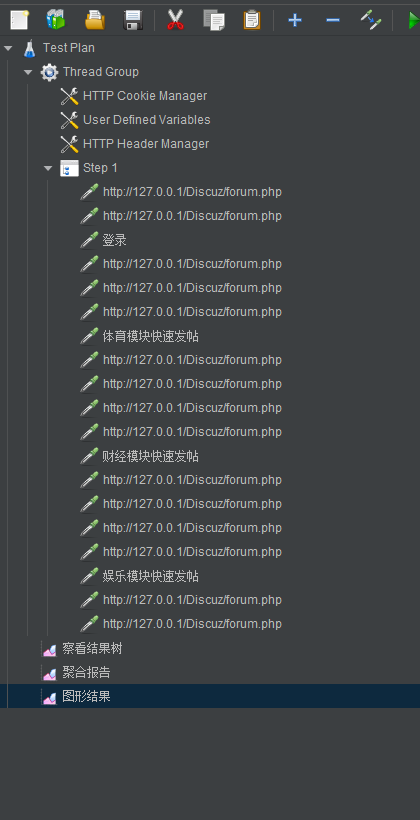 Test Plan
Thread Group
HTTP Cookie Manager
User Defined Variables
HTTP Header Manager
Step 1
http://127.0.0.1/Discuz/forum.php
http://127.0.0.1/Discuz/forum.php
登录
http://127.0.0.1/Discuz/forum.php
http://127.0.0.1/Discuz/forum.php
http://127.0.0.1/Discuz/forum.php
体育模块快速发帖
http://127.0.0.1/Discuz/forum.php
http://127.0.0.1/Discuz/forum.php
http://127.0.0.1/Discuz/forum.php
http://127.0.0.1/Discuz/forum.php
财经模块快速发帖
http://127.0.0.1/Discuz/forum.php
http://127.0.0.1/Discuz/forum.php
http://127.0.0.1/Discuz/forum.php
http://127.0.0.1/Discuz/forum.php
娱乐模块快速发帖
http://127.0.0.1/Discuz/forum.php
http://127.0.0.1/Discuz/forum.php
察看结果树
聚合报告
图形结果